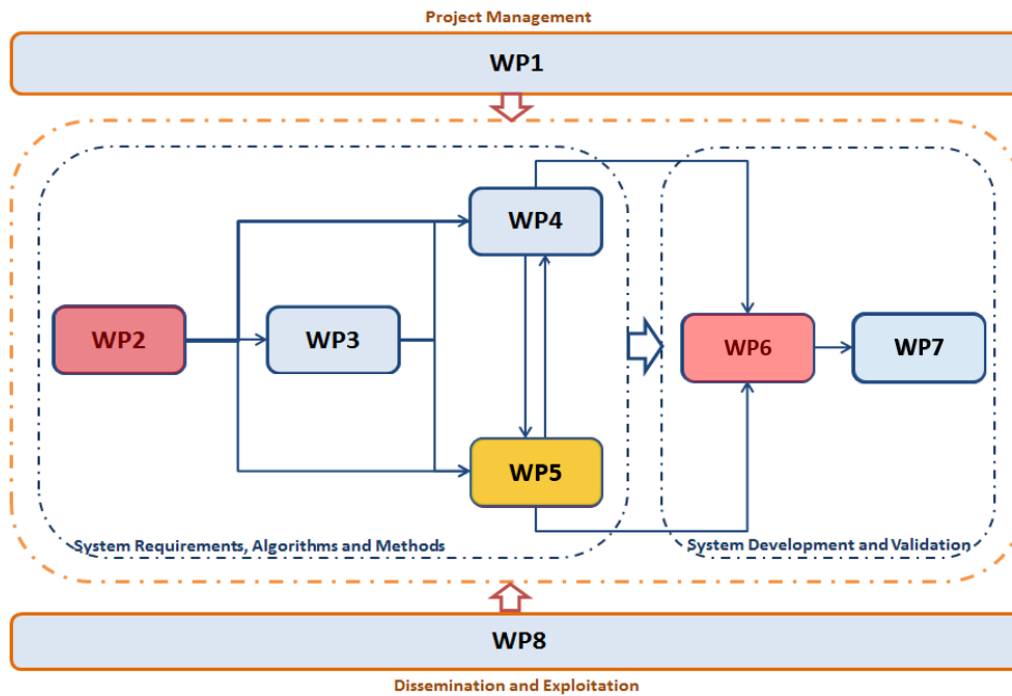 Project Management
WP1
WP4
WP2
WP3
WP6
WP7
WP5
System Requirements, Algorithms and Methods
System Development and Validation
WP8
Dissemination and Exploitation